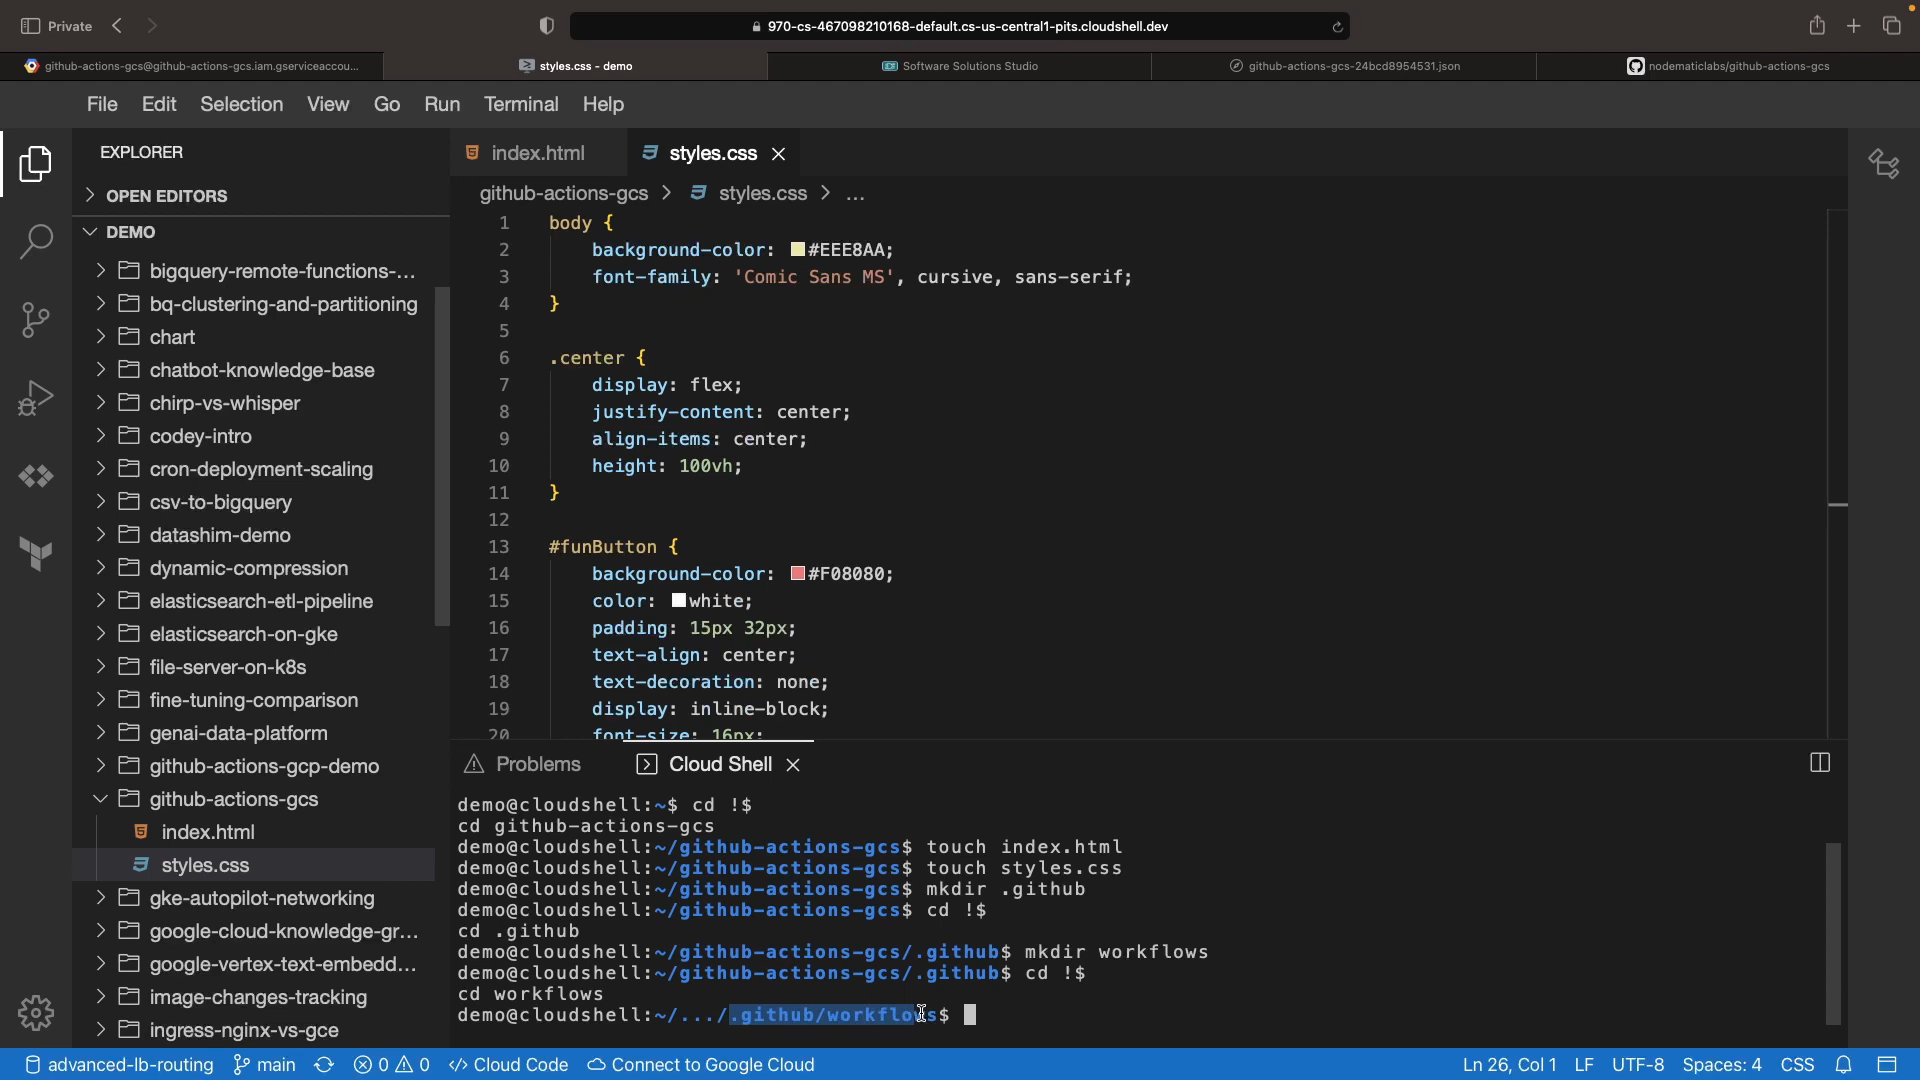 Private
970-cs-467098210168-default.cs-us-central1-pits.cloudshell.dev
github-actions-gcs@github-actions-gcs.iam.gserviceaccou...
styles.css - demo
Software Solutions Studio
github-actions-gcs-24bcd8954531.json
nodematiclabs/github-actions-gcs
File Edit Selection View Go Run Terminal Help
EXPLORER
OPEN EDITORS
DEMO
bigquery-remote-functions-...
bq-clustering-and-partitioning
chart
chatbot-knowledge-base
chirp-vs-whisper
codey-intro
cron-deployment-scaling
csv-to-bigquery
datashim-demo
dynamic-compression
elasticsearch-etl-pipeline
elasticsearch-on-gke
file-server-on-k8s
fine-tuning-comparison
genai-data-platform
github-actions-gcp-demo
github-actions-gcs
index.html
styles.css
gke-autopilot-networking
google-cloud-knowledge-gr...
google-vertex-text-embedd...
image-changes-tracking
ingress-nginx-vs-gce
index.html
styles.css
github-actions-gcs > styles.css > ...
1 body {
2 background-color: #EEE8AA;
3 font-family: 'Comic Sans MS', cursive, sans-serif;
4 }
5
6 .center {
7 display: flex;
8 justify-content: center;
9 align-items: center;
10 height: 100vh;
11 }
12
13 #funButton {
14 background-color: #F08080;
15 color: white;
16 padding: 15px 32px;
17 text-align: center;
18 text-decoration: none;
19 display: inline-block;
20 font-size: 16px;
Problems
Cloud Shell
demo@cloudshell:~$ cd !$
cd github-actions-gcs
demo@cloudshell:~/github-actions-gcs$ touch index.html
demo@cloudshell:~/github-actions-gcs$ touch styles.css
demo@cloudshell:~/github-actions-gcs$ mkdir .github
demo@cloudshell:~/github-actions-gcs$ cd !$
cd .github
demo@cloudshell:~/github-actions-gcs/.github$ mkdir workflows
demo@cloudshell:~/github-actions-gcs/.github$ cd !$
cd workflows
demo@cloudshell:~/.../.github/workflows$
advanced-lb-routing main 0 0 </> Cloud Code Connect to Google Cloud
Ln 26, Col 1 LF UTF-8 Spaces: 4 CSS